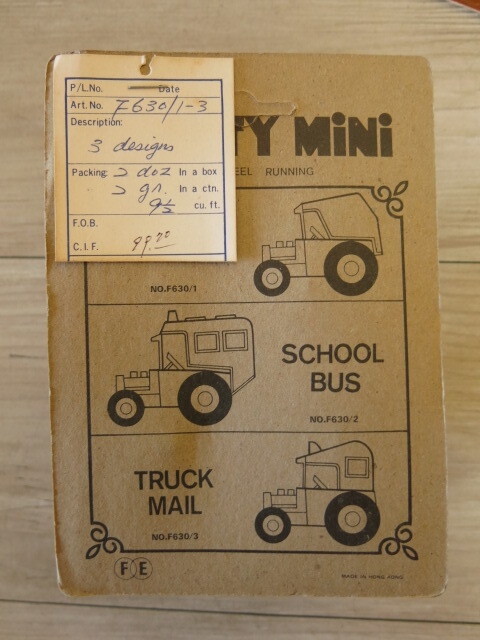 P/L.No. Date
Art. No. F630/1-3
Description:
3 designs
Packing: 2 doz In a box
2 gr. In a ctn.
9½ cu. ft.
F.O.B.
C.I.F. 99.70
TY MiNi
EEL RUNNING
NO.F630/1
SCHOOL
BUS
NO.F630/2
TRUCK
MAIL
NO.F630/3
FE
MADE IN HONG KONG